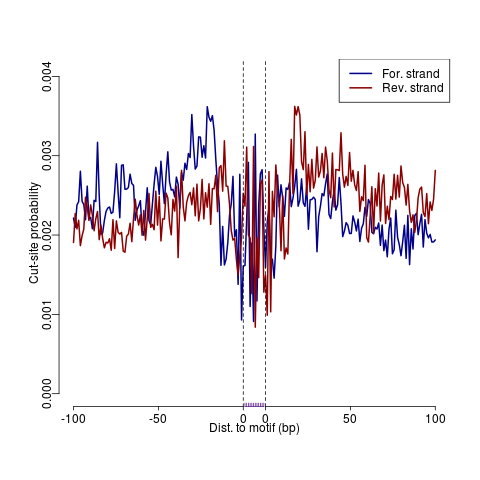 For. strand
Rev. strand
Cut-site probability
0.004
0.003
0.002
0.001
0.000
-100 -50 0 0 50 100
Dist. to motif (bp)